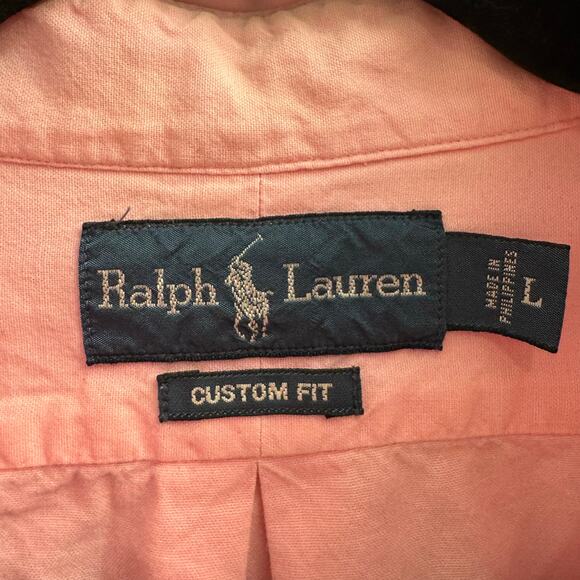 Ralph Lauren
MADE IN
PHILIPPINES
L
CUSTOM FIT